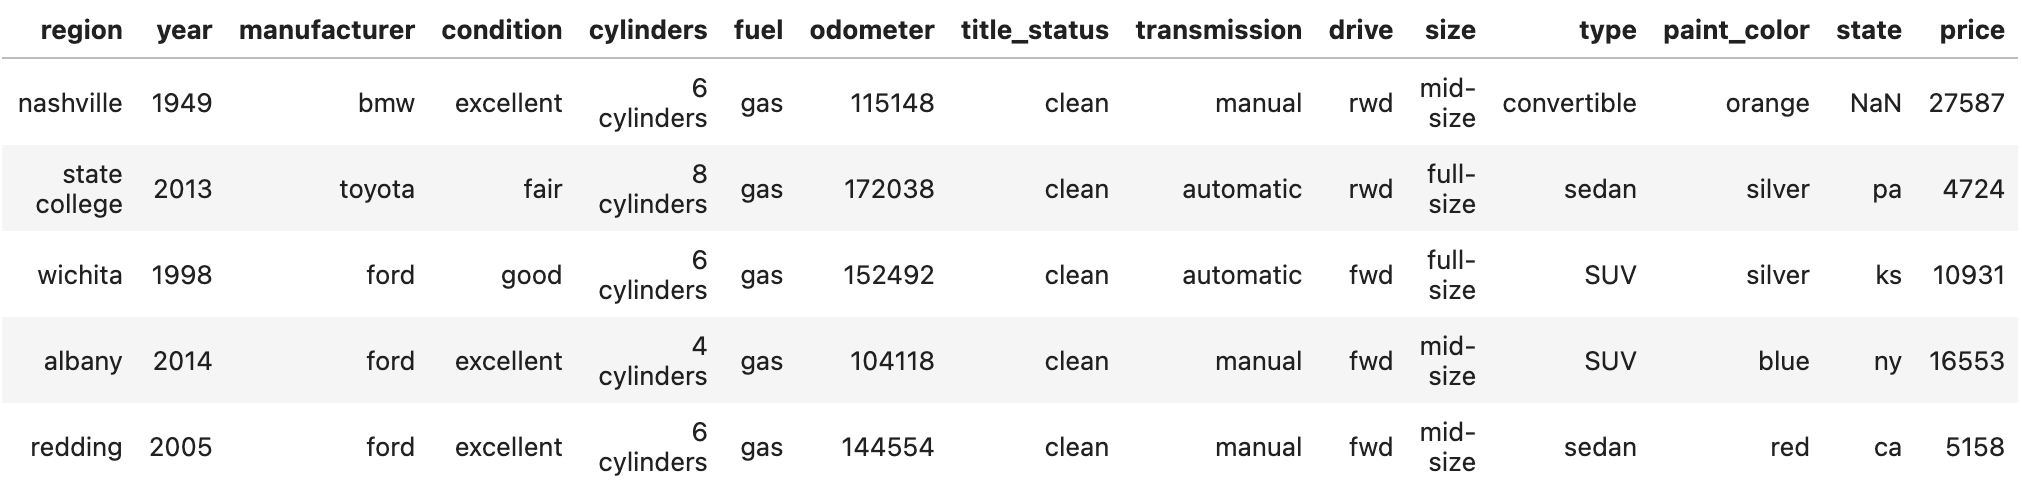 region year manufacturer condition cylinders fuel odometer title_status transmission drive size type paint_color state price
nashville 1949 bmw excellent 6 cylinders gas 115148 clean manual rwd mid-size convertible orange NaN 27587
state college 2013 toyota fair 8 cylinders gas 172038 clean automatic rwd full-size sedan silver pa 4724
wichita 1998 ford good 6 cylinders gas 152492 clean automatic fwd full-size SUV silver ks 10931
albany 2014 ford excellent 4 cylinders gas 104118 clean manual fwd mid-size SUV blue ny 16553
redding 2005 ford excellent 6 cylinders gas 144554 clean manual fwd mid-size sedan red ca 5158